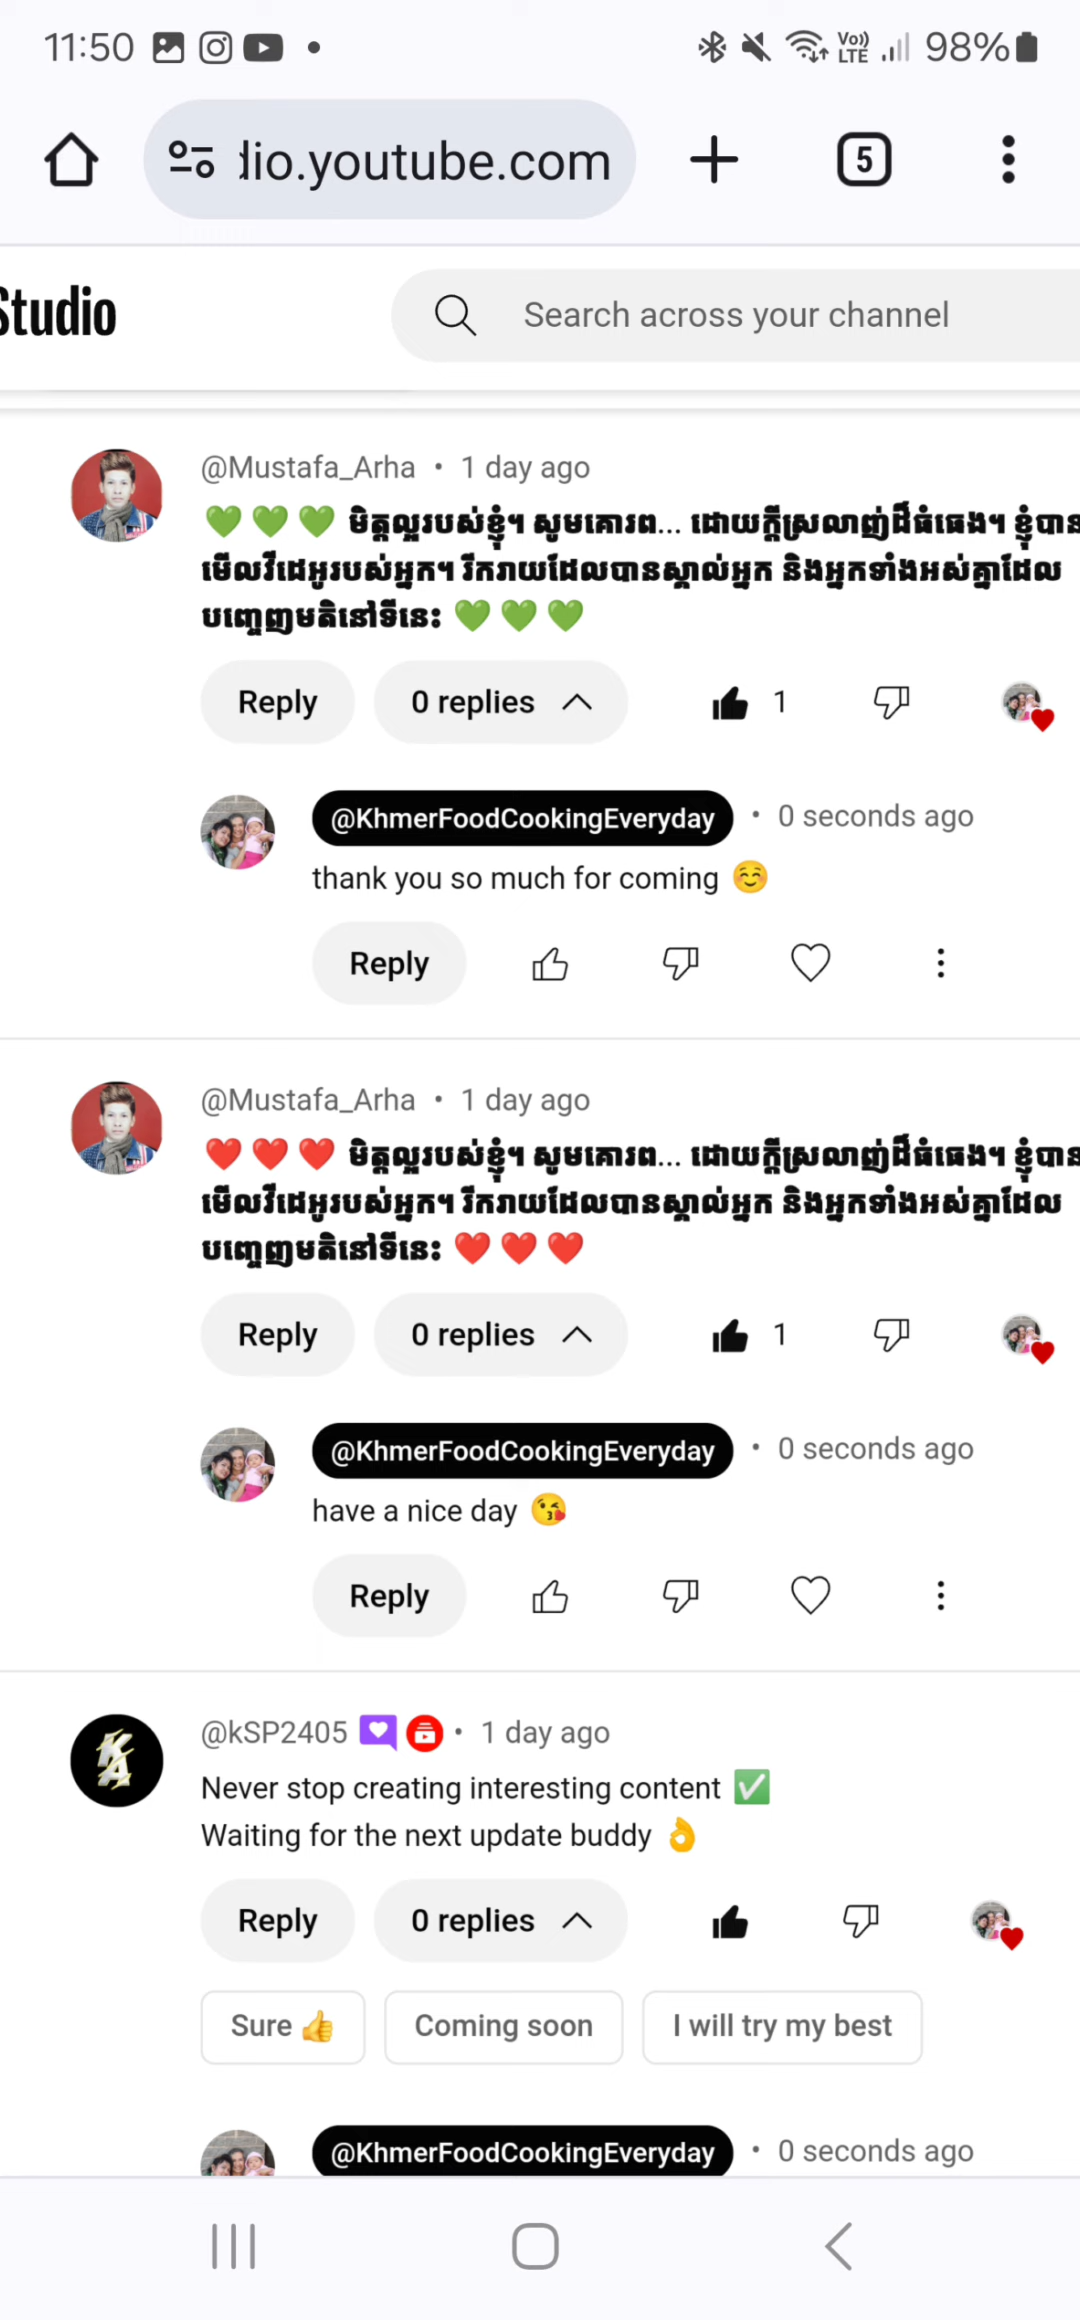 11:50 Vo)) LTE 98%
dio.youtube.com 5
Studio Search across your channel
@Mustafa_Arha • 1 day ago
💚 💚 💚 មិត្តល្អរបស់ខ្ញុំ។ សូមគោរព... ដោយក្តីស្រលាញ់ដ៏ធំធេង។ ខ្ញុំបាន
មើលវីដេអូរបស់អ្នក។ រីករាយដែលបានស្គាល់អ្នក និងអ្នកទាំងអស់គ្នាដែល
បញ្ចេញមតិនៅទីនេះ 💚 💚 💚
Reply 0 replies 1
@KhmerFoodCookingEveryday • 0 seconds ago
thank you so much for coming ☺️
Reply
@Mustafa_Arha • 1 day ago
❤️ ❤️ ❤️ មិត្តល្អរបស់ខ្ញុំ។ សូមគោរព... ដោយក្តីស្រលាញ់ដ៏ធំធេង។ ខ្ញុំបាន
មើលវីដេអូរបស់អ្នក។ រីករាយដែលបានស្គាល់អ្នក និងអ្នកទាំងអស់គ្នាដែល
បញ្ចេញមតិនៅទីនេះ ❤️ ❤️ ❤️
Reply 0 replies 1
@KhmerFoodCookingEveryday • 0 seconds ago
have a nice day 😘
Reply
@kSP2405 • 1 day ago
Never stop creating interesting content ✅
Waiting for the next update buddy 👌
Reply 0 replies
Sure 👍 Coming soon I will try my best
@KhmerFoodCookingEveryday • 0 seconds ago